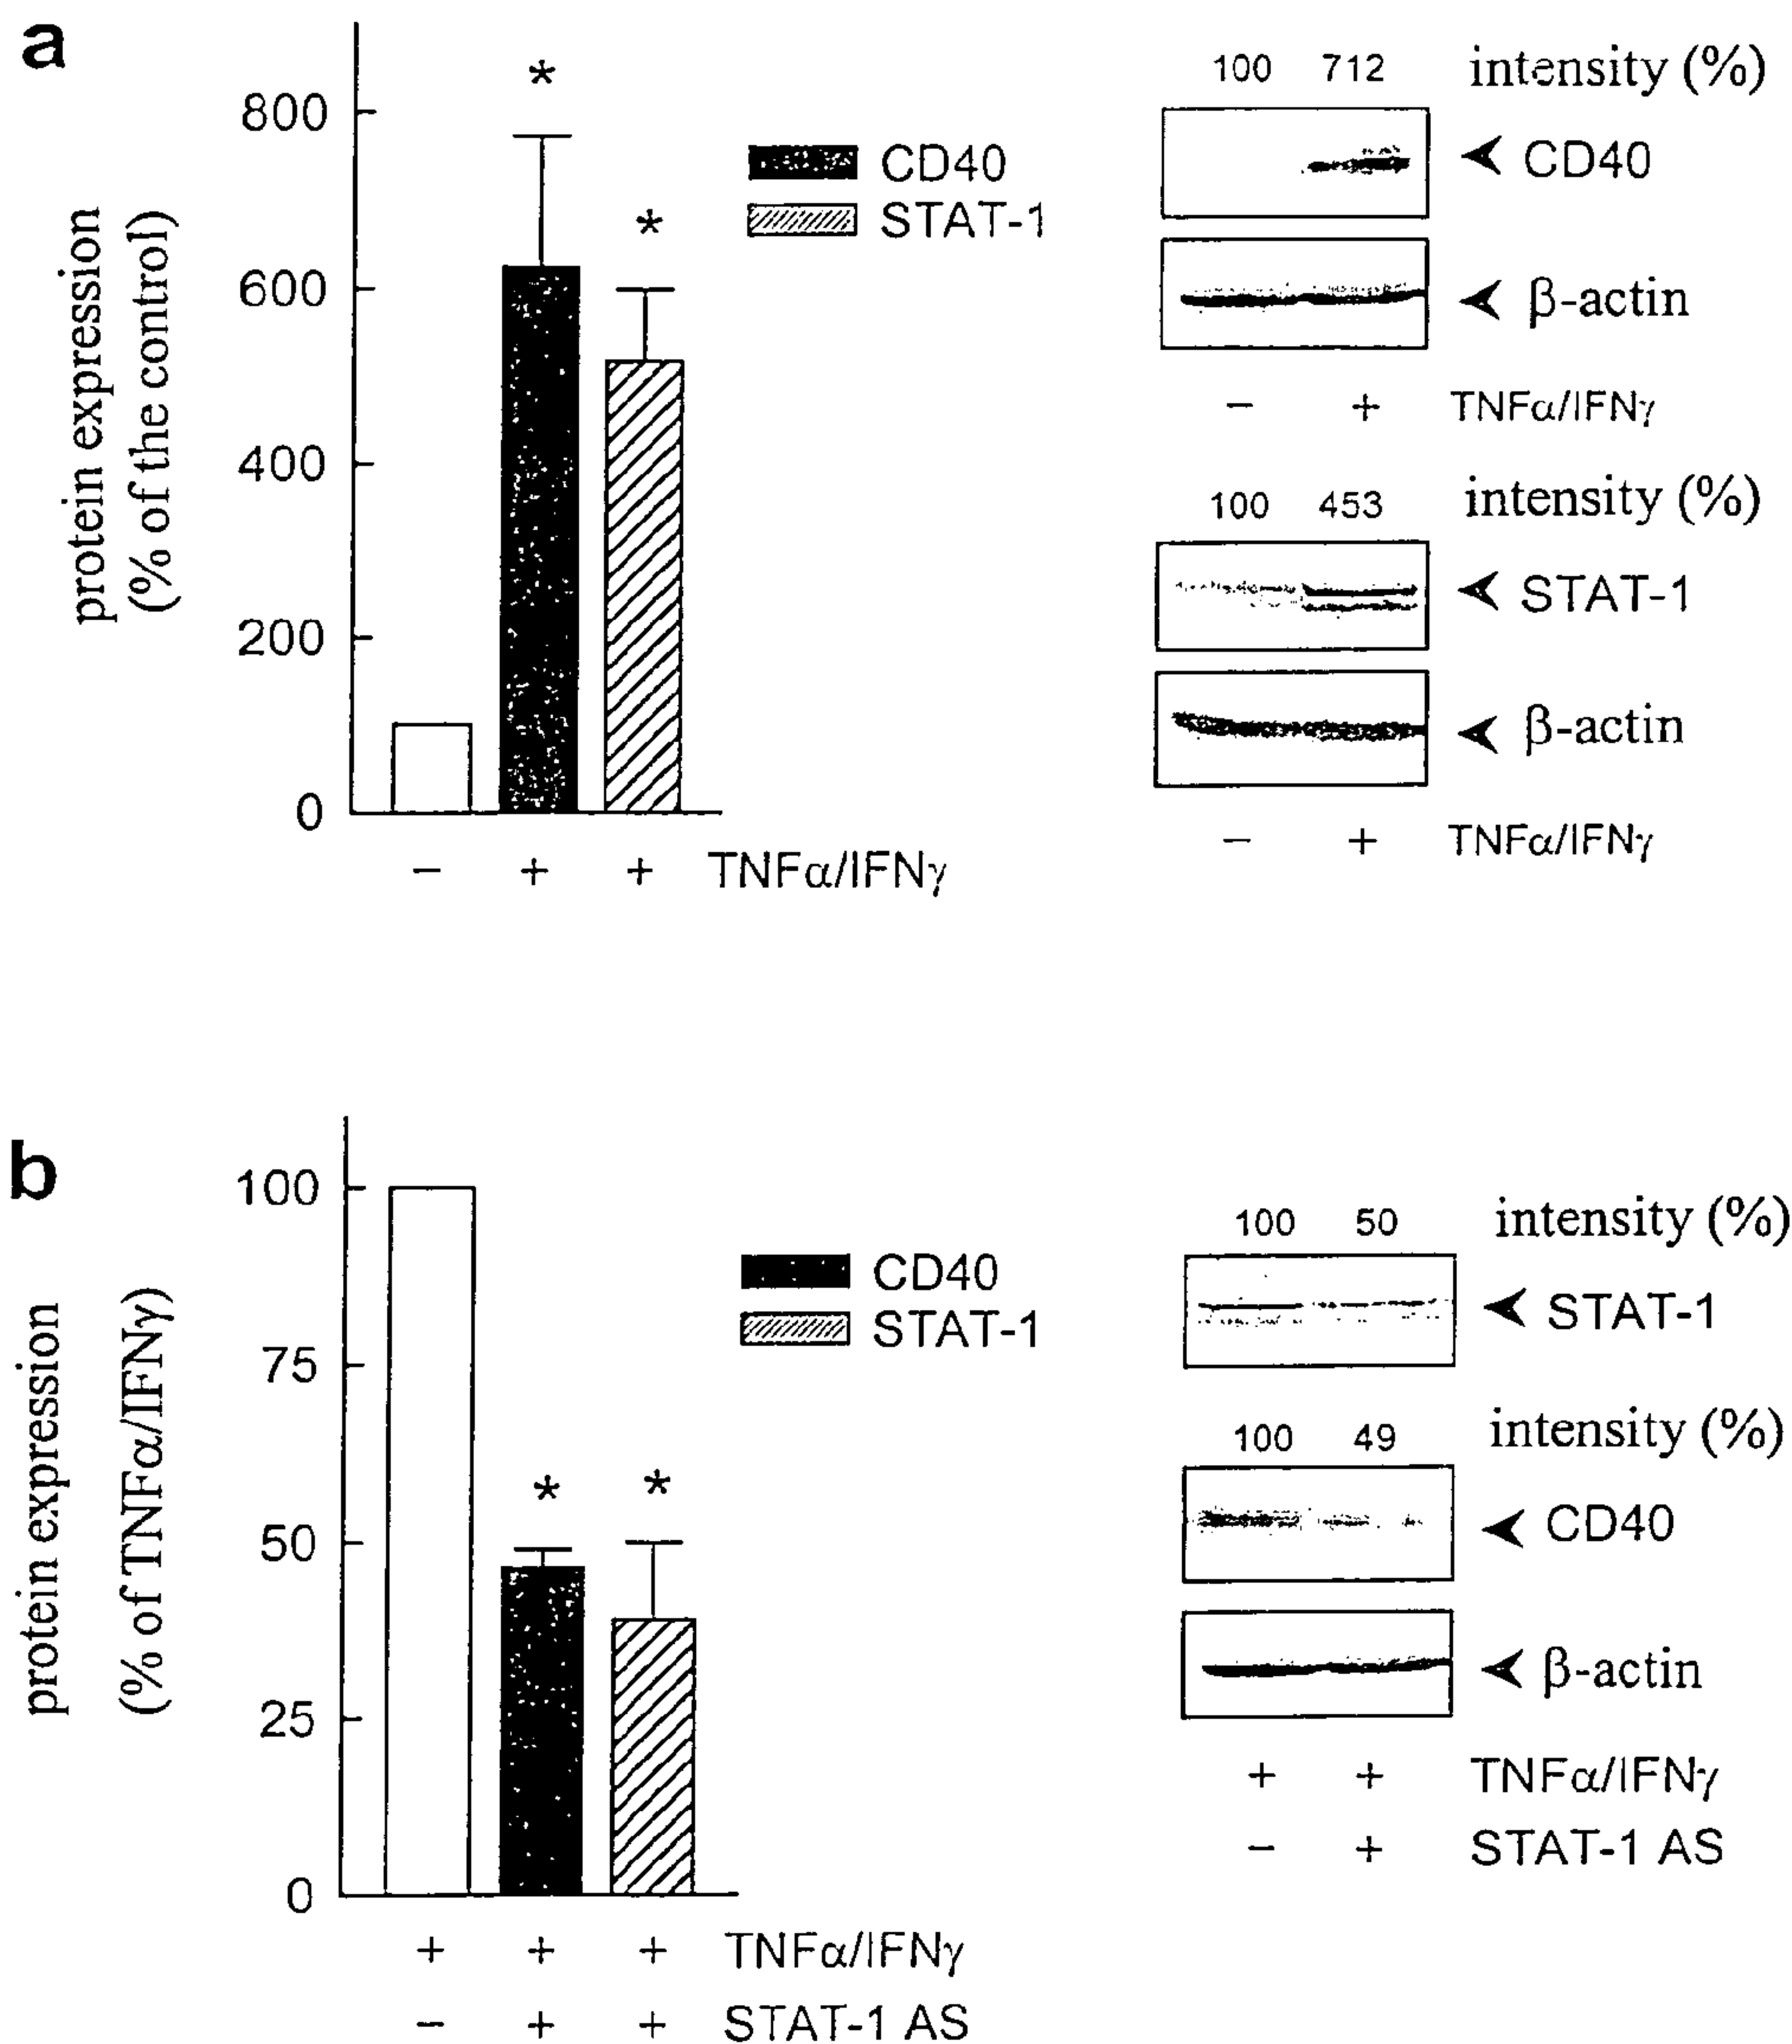 a
protein expression
(% of the control)
800
600
400
200
0
*
*
CD40
STAT-1
− + + TNFα/IFNγ
100 712 intensity (%)
CD40
β-actin
− + TNFα/IFNγ
100 453 intensity (%)
STAT-1
β-actin
− + TNFα/IFNγ
b
protein expression
(% of TNFα/IFNγ)
100
75
50
25
0
*
*
CD40
STAT-1
+ + + TNFα/IFNγ
− + + STAT-1 AS
100 50 intensity (%)
STAT-1
100 49 intensity (%)
CD40
β-actin
+ + TNFα/IFNγ
− + STAT-1 AS